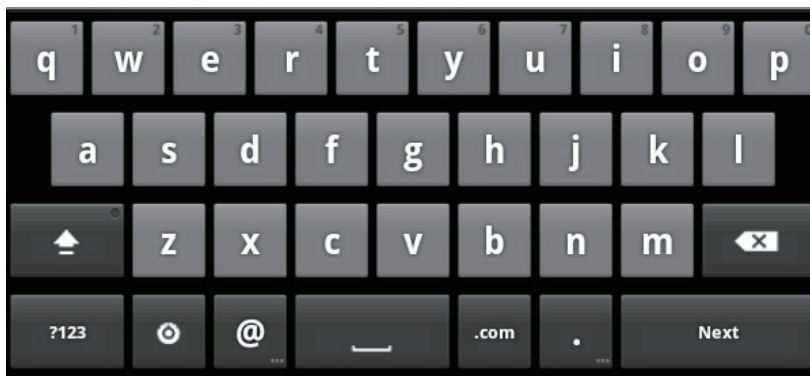 1 2 3 4 5 6 7 8 9 0
q w e r t y u i o p
a s d f g h j k l
z x c v b n m
?123 @ ... .com . ... Next